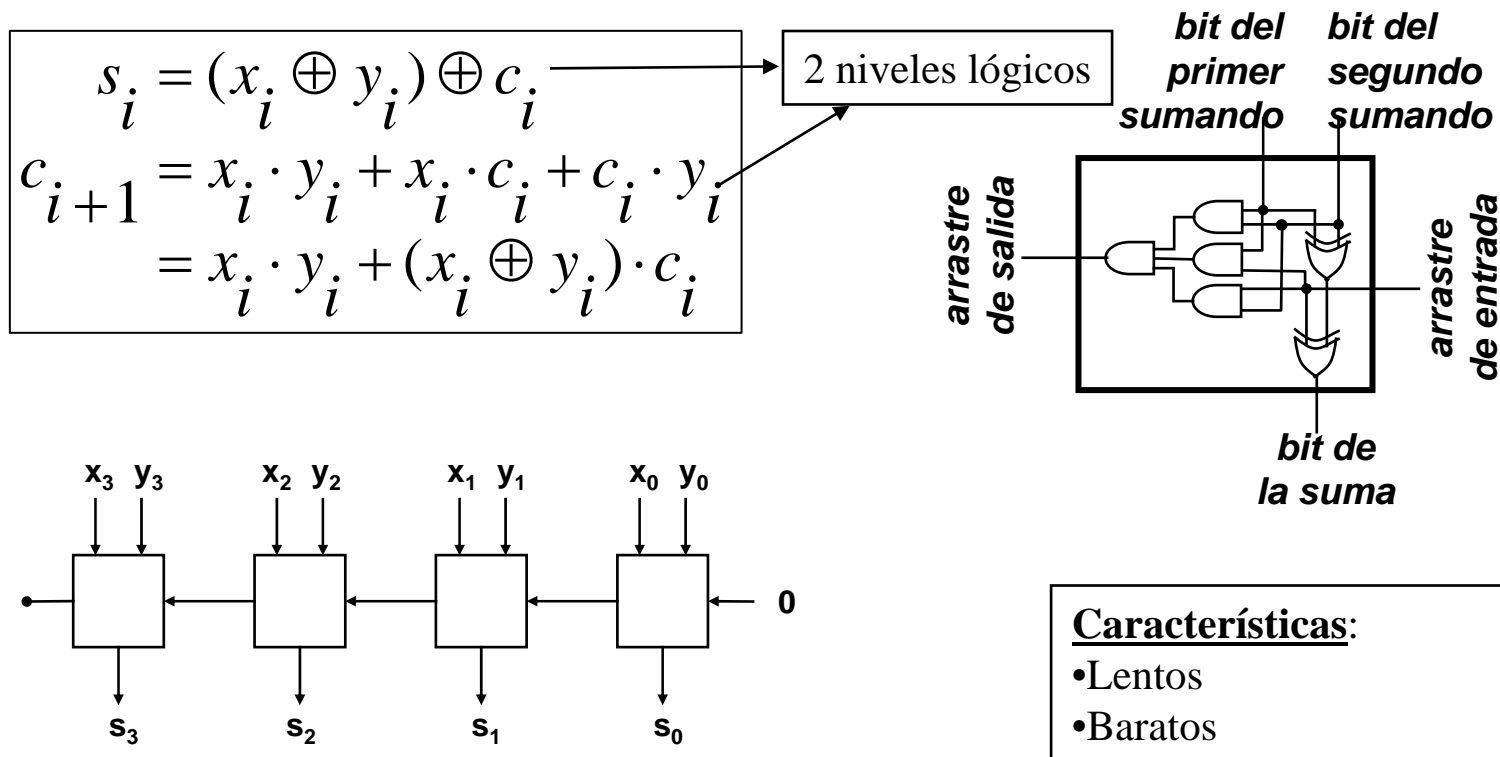 s_i = (x_i ⊕ y_i) ⊕ c_i
c_{i+1} = x_i · y_i + x_i · c_i + c_i · y_i
= x_i · y_i + (x_i ⊕ y_i) · c_i
2 niveles lógicos
bit del
primer
sumando
bit del
segundo
sumando
arrastre
de salida
arrastre
de entrada
bit de
la suma
x₃ y₃ x₂ y₂ x₁ y₁ x₀ y₀
0
s₃ s₂ s₁ s₀
Características:
•Lentos
•Baratos